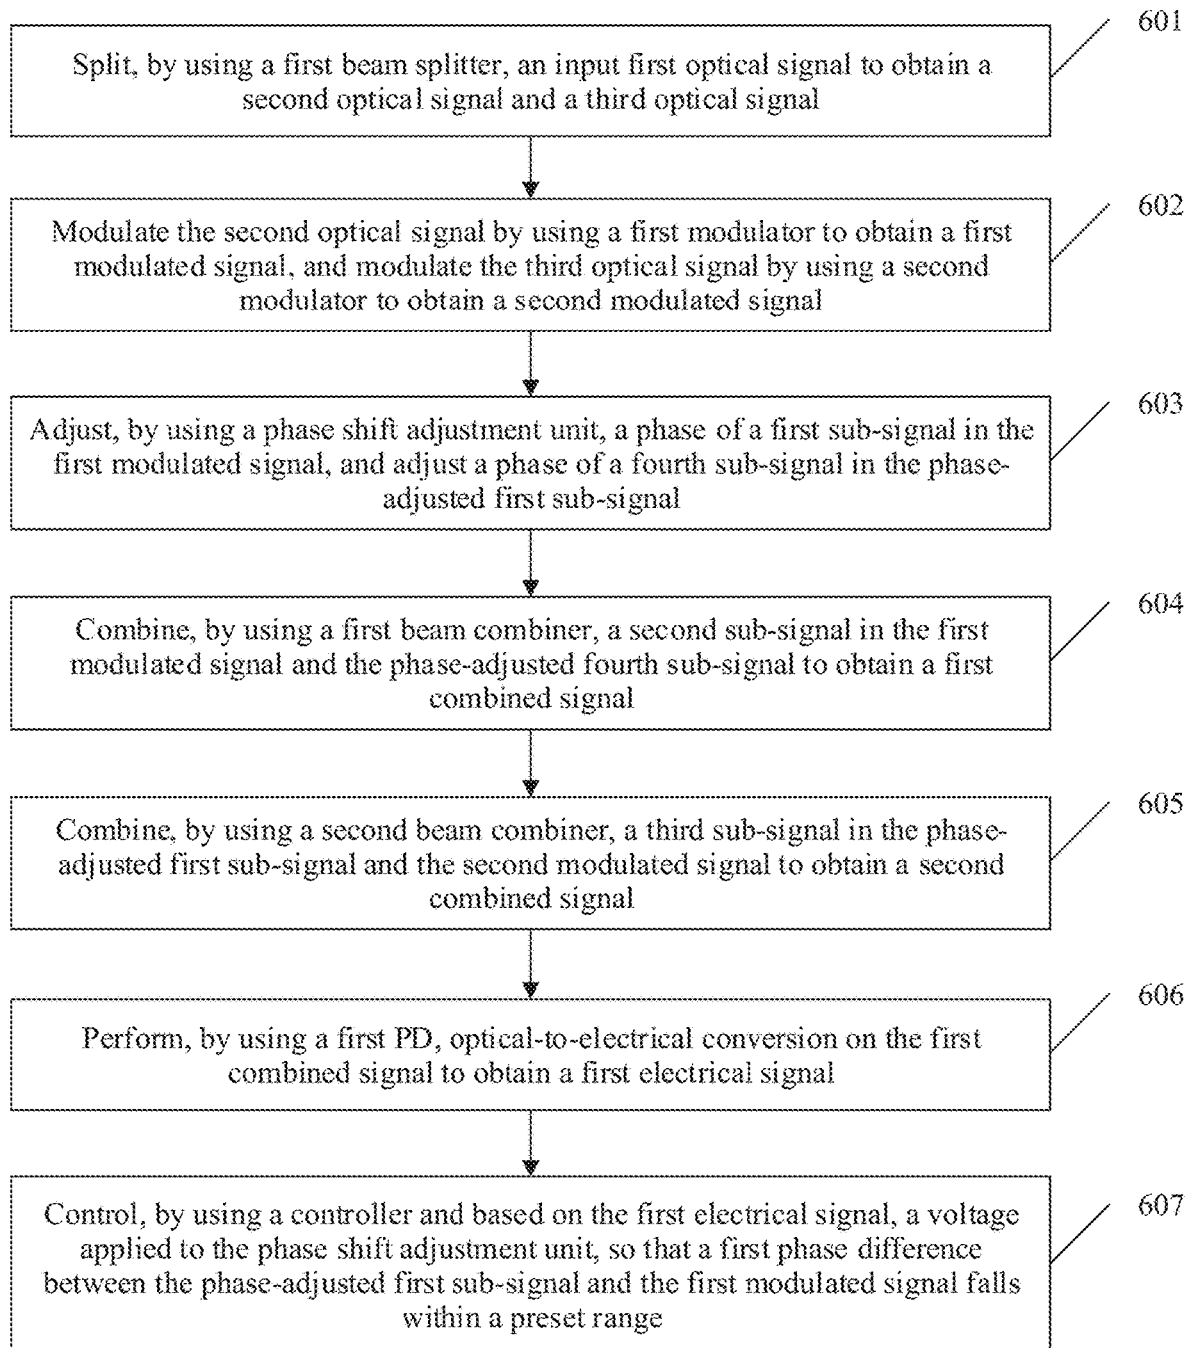 601
Split, by using a first beam splitter, an input first optical signal to obtain a
second optical signal and a third optical signal
602
Modulate the second optical signal by using a first modulator to obtain a first
modulated signal, and modulate the third optical signal by using a second
modulator to obtain a second modulated signal
603
Adjust, by using a phase shift adjustment unit, a phase of a first sub-signal in the
first modulated signal, and adjust a phase of a fourth sub-signal in the phase-
adjusted first sub-signal
604
Combine, by using a first beam combiner, a second sub-signal in the first
modulated signal and the phase-adjusted fourth sub-signal to obtain a first
combined signal
605
Combine, by using a second beam combiner, a third sub-signal in the phase-
adjusted first sub-signal and the second modulated signal to obtain a second
combined signal
606
Perform, by using a first PD, optical-to-electrical conversion on the first
combined signal to obtain a first electrical signal
607
Control, by using a controller and based on the first electrical signal, a voltage
applied to the phase shift adjustment unit, so that a first phase difference
between the phase-adjusted first sub-signal and the first modulated signal falls
within a preset range